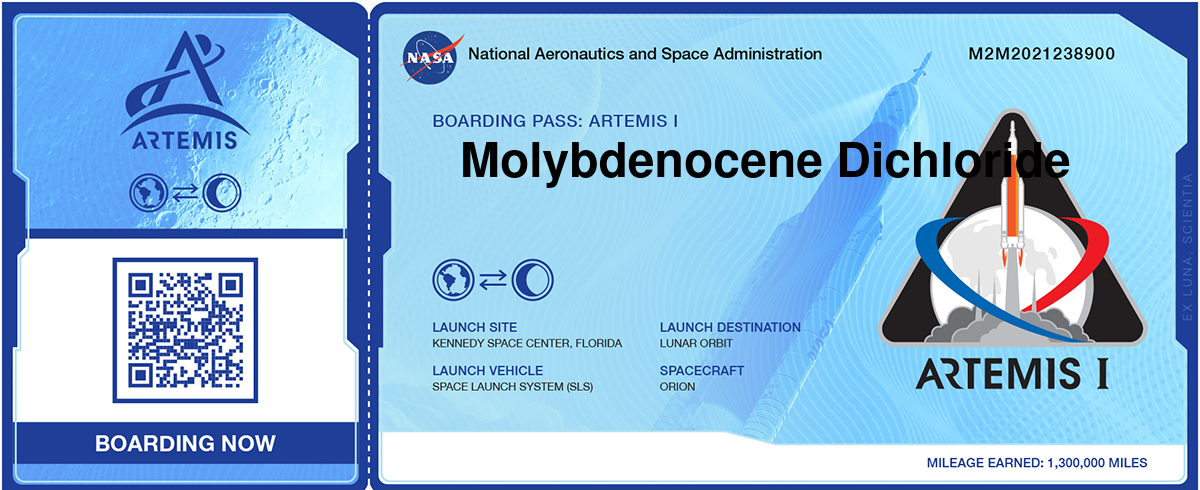 ARTEMIS
BOARDING NOW
NASA
National Aeronautics and Space Administration
M2M2021238900
BOARDING PASS: ARTEMIS I
Molybdenocene Dichloride
LAUNCH SITE
KENNEDY SPACE CENTER, FLORIDA
LAUNCH DESTINATION
LUNAR ORBIT
LAUNCH VEHICLE
SPACE LAUNCH SYSTEM (SLS)
SPACECRAFT
ORION
ARTEMIS I
EX LUNA SCIENTIA
MILEAGE EARNED: 1,300,000 MILES